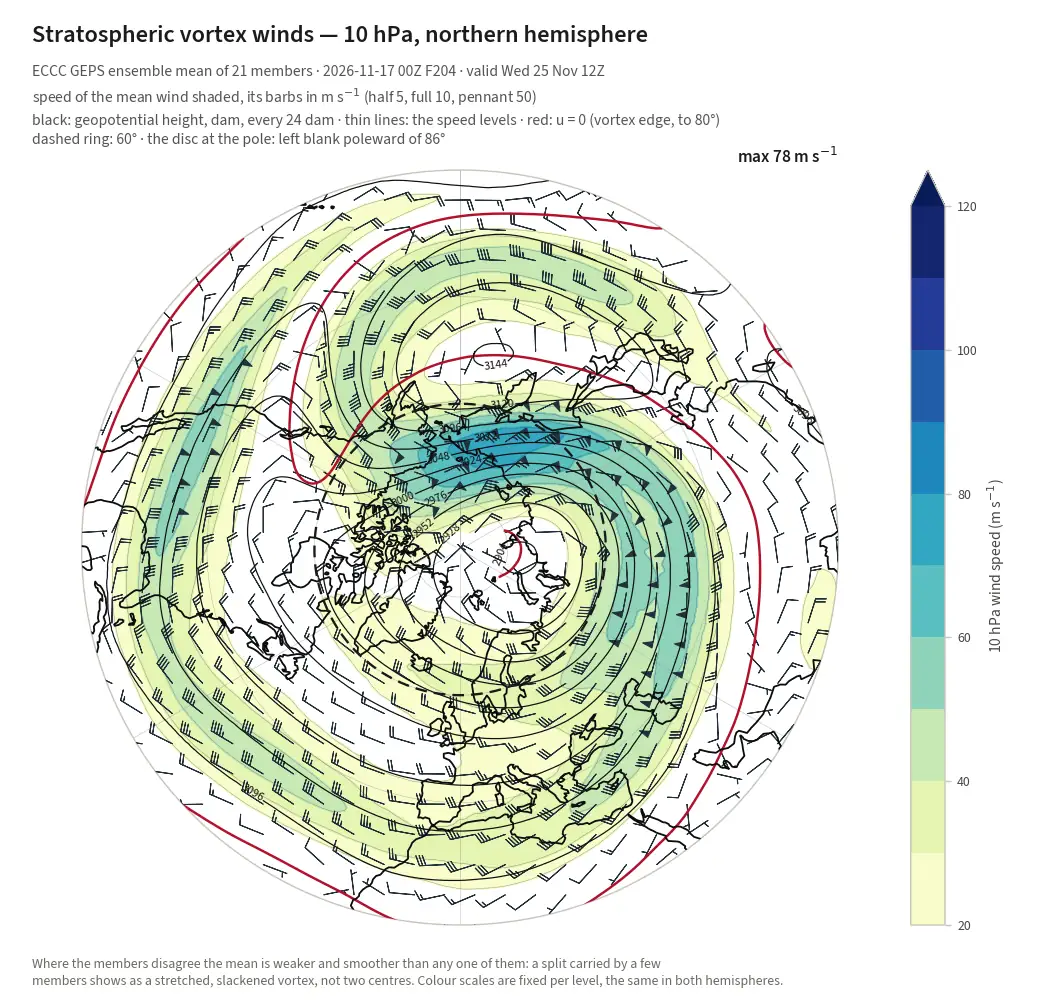 Stratospheric vortex winds — 10 hPa, northern hemisphere
ECCC GEPS ensemble mean of 21 members · 2026-11-17 00Z F204 · valid Wed 25 Nov 12Z
speed of the mean wind shaded, its barbs in m s⁻¹ (half 5, full 10, pennant 50)
black: geopotential height, dam, every 24 dam · thin lines: the speed levels · red: u = 0 (vortex edge, to 80°)
dashed ring: 60° · the disc at the pole: left blank poleward of 86°
max 78 m s⁻¹
120
100
80
60
40
20
10 hPa wind speed (m s⁻¹)
3144
3120
3048
3000
2976
2952
2928
3096
Where the members disagree the mean is weaker and smoother than any one of them: a split carried by a few
members shows as a stretched, slackened vortex, not two centres. Colour scales are fixed per level, the same in both hemispheres.